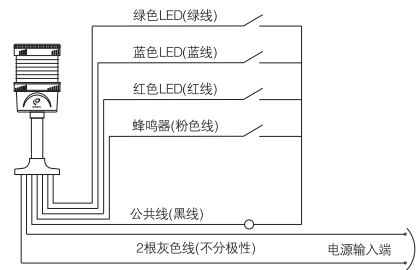 绿色LED(绿线)
蓝色LED(蓝线)
红色LED(红线)
蜂鸣器(粉色线)
公共线(黑线)
2根灰色线(不分极性)
电源输入端